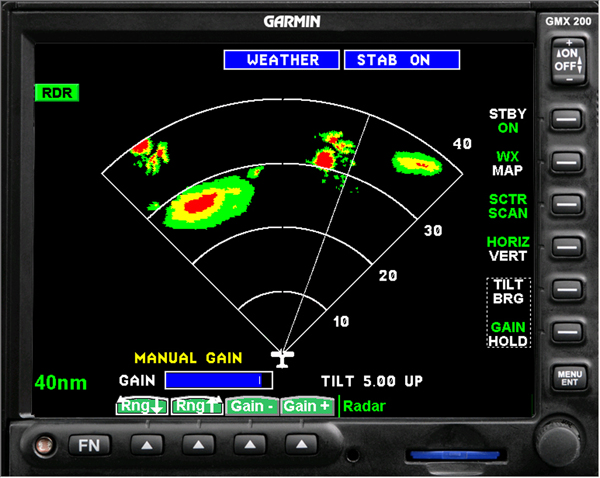 GARMIN
GMX 200
WEATHER
STAB ON
+
ON
OFF
−
RDR
STBY
ON
WX
MAP
SCTR
SCAN
HORIZ
VERT
TILT
BRG
GAIN
HOLD
MENU
ENT
40
30
20
10
MANUAL GAIN
GAIN
TILT 5.00 UP
40nm
Rng
Rng
Gain -
Gain +
Radar
FN